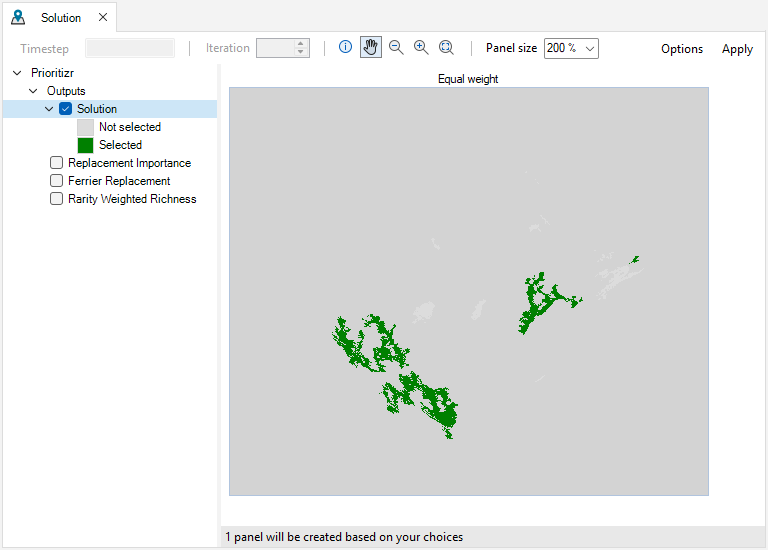 Solution
Timestep
Iteration
Panel size 200 %
Options
Apply
Prioritizr
Outputs
Solution
Not selected
Selected
Replacement Importance
Ferrier Replacement
Rarity Weighted Richness
Equal weight
1 panel will be created based on your choices